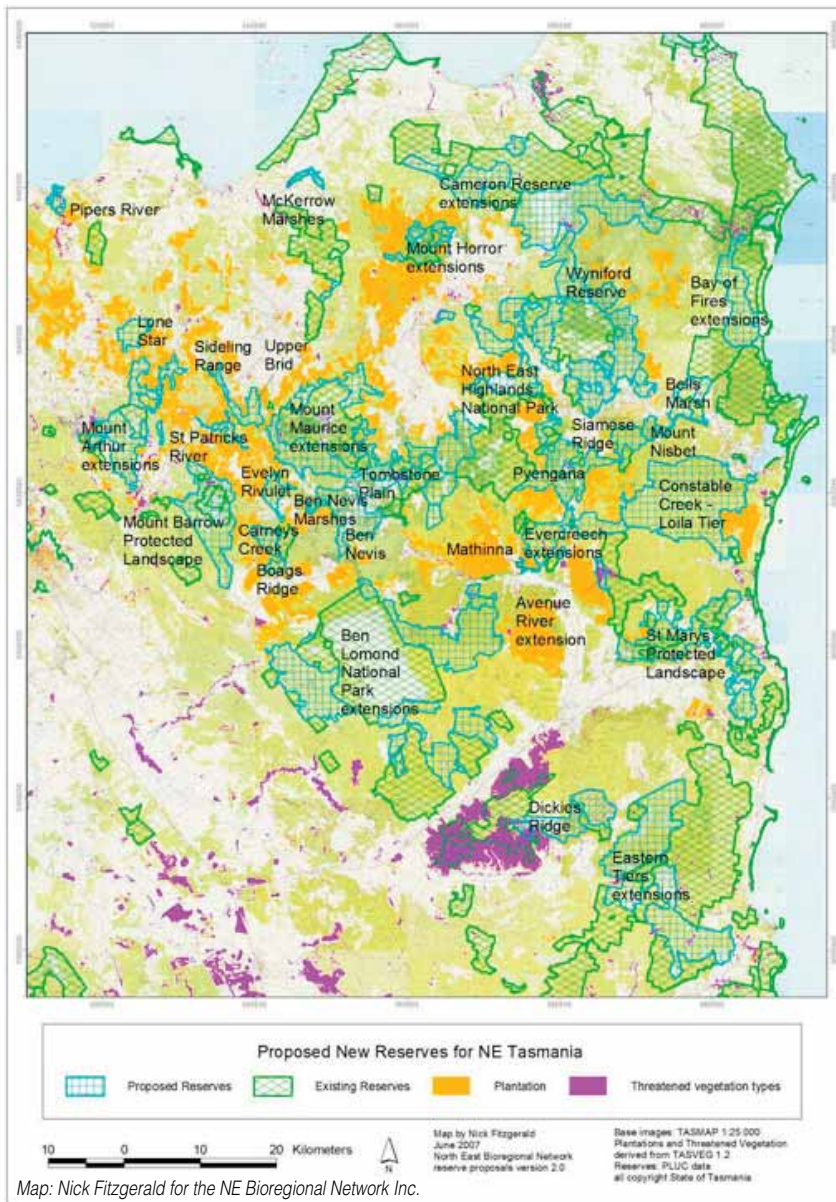 Pipers River
McKerrow
Marshes
Cameron Reserve
extensions
Mount Horror
extensions
Wyniford
Reserve
Bay of
Fires
extensions
Lone
Star
Sideling
Range
Upper
Brid
North East
Highlands
National Park
Bells
Marsh
Mount
Arthur
extensions
St Patricks
River
Mount
Maurice
extensions
Siamese
Ridge
Mount
Nisbet
Evelyn
Rivulet
Tombstone
Plain
Pyengana
Constable
Creek -
Loila Tier
Mount Barrow
Protected
Landscape
Carneys
Creek
Ben Nevis
Marshes
Ben
Nevis
Mathinna
Everdreech
extensions
Boags
Ridge
Avenue
River
extension
Ben
Lomond
National
Park
extensions
St Marys
Protected
Landscape
Dickies
Ridge
Eastern
Tiers
extensions
Proposed New Reserves for NE Tasmania
Proposed Reserves Existing Reserves Plantation Threatened vegetation types
10 0 10 20 Kilometers
N
Map by Nick Fitzgerald
June 2007
North East Bioregional Network
reserve proposals version 2.0
Base images: TASMAP 1:25 000
Plantations and Threatened Vegetation
derived from TASVEG 1.2
Reserves: PLUC data
all copyright State of Tasmania
Map: Nick Fitzgerald for the NE Bioregional Network Inc.